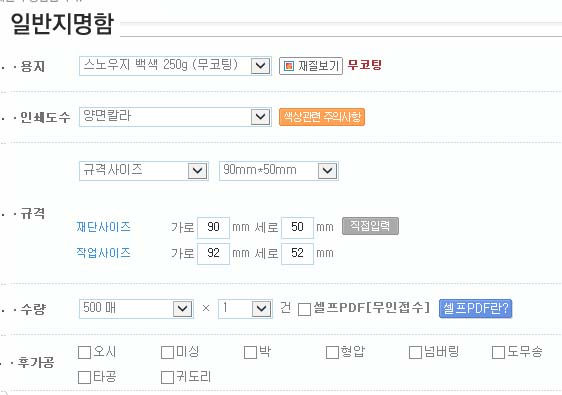 일반지명함
· · 용지 스노우지 백색 250g (무코팅) 재질보기 무코팅
· · 인쇄도수 양면칼라 색상관련 주의사항
규격사이즈 90mm*50mm
· · 규격
재단사이즈 가로 90 mm 세로 50 mm 직접입력
작업사이즈 가로 92 mm 세로 52 mm
· · 수량 500 매 × 1 건 셀프PDF[무인접수] 셀프PDF란?
· · 후가공
오시 미싱 박 형압 넘버링 도무송
타공 귀도리